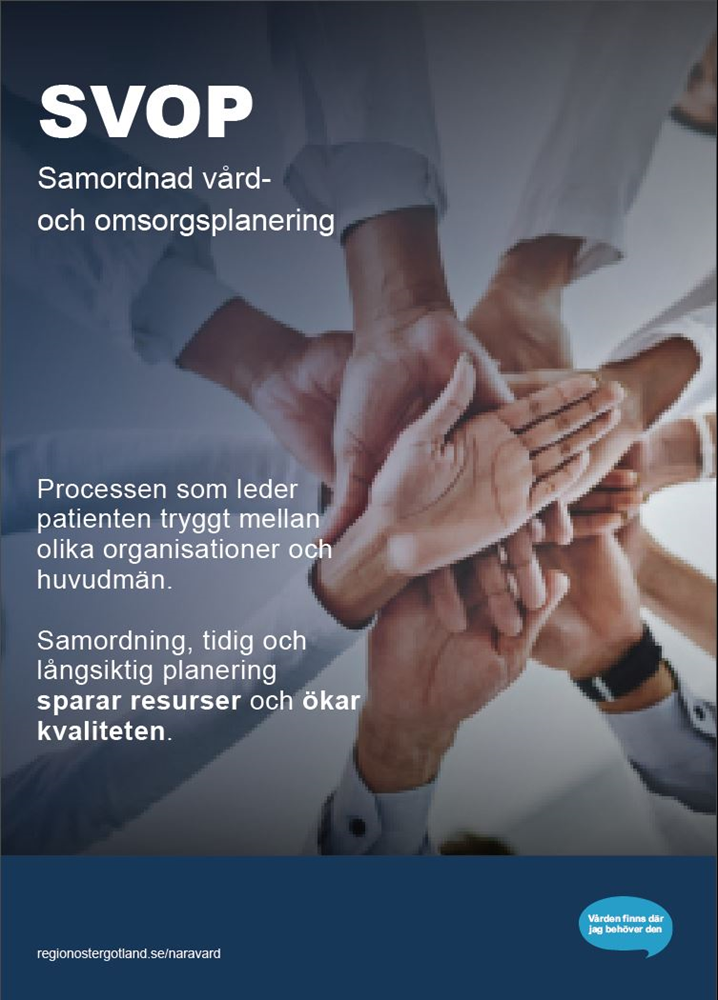 SVOP
Samordnad vård-
och omsorgsplanering
Processen som leder
patienten tryggt mellan
olika organisationer och
huvudmän.
Samordning, tidig och
långsiktig planering
sparar resurser och ökar
kvaliteten.
Vården finns där
jag behöver den
regionostergotland.se/naravard